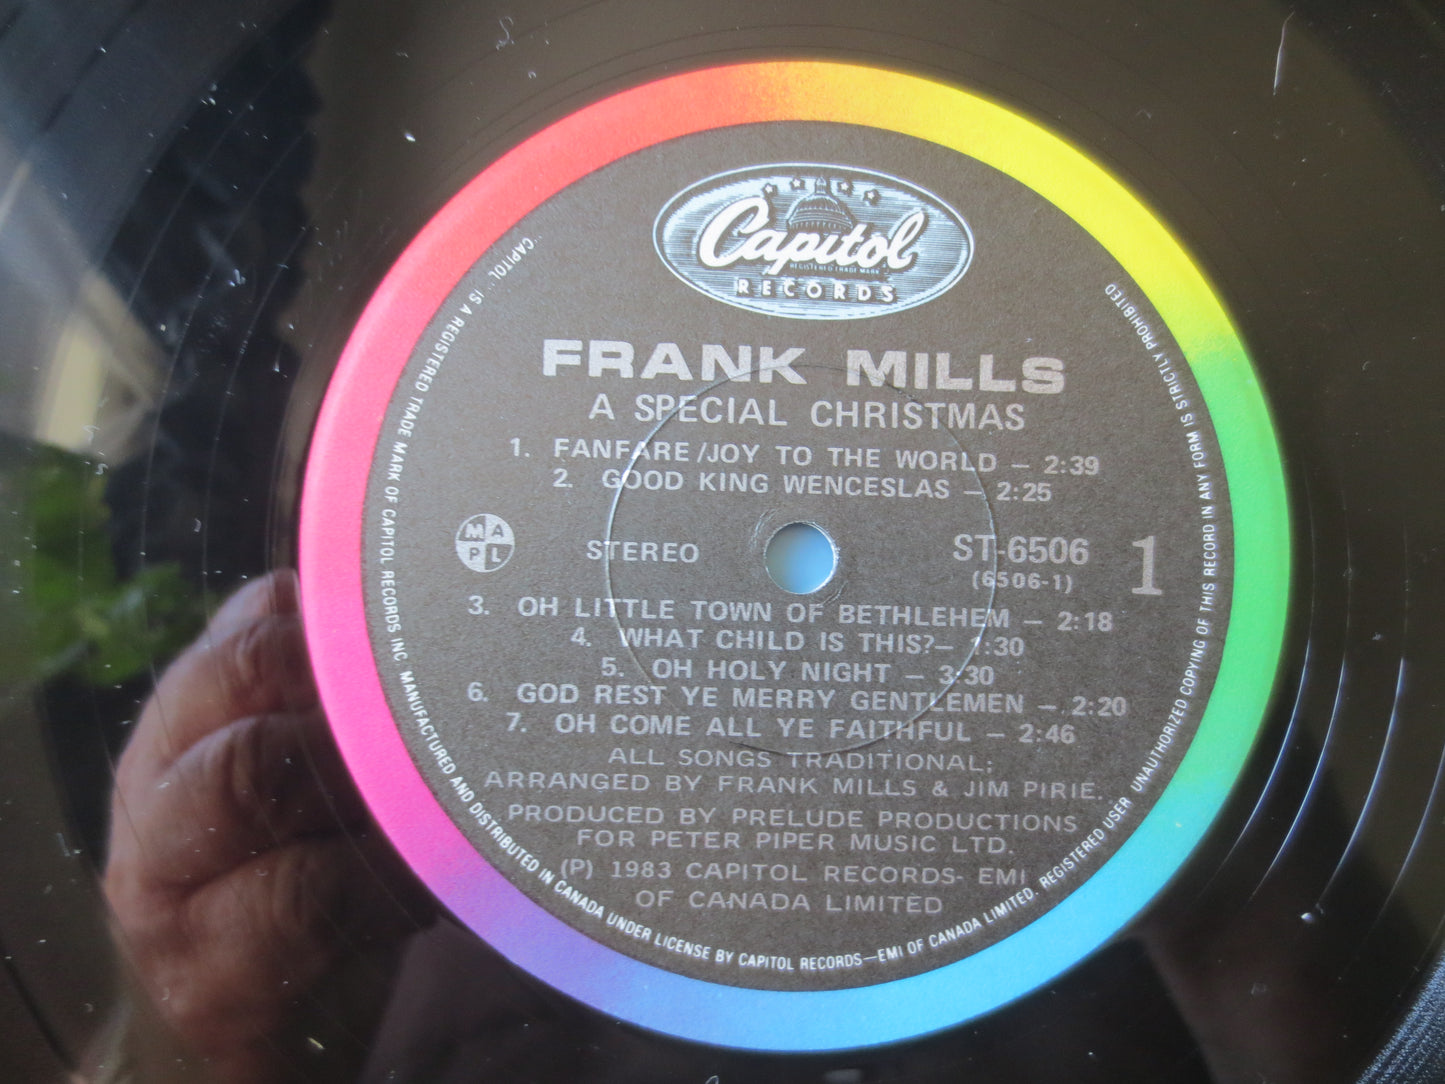 Capitol
REGISTERED TRADE MARK
RECORDS
FRANK MILLS
A SPECIAL CHRISTMAS
1. FANFARE/JOY TO THE WORLD – 2:39
2. GOOD KING WENCESLAS – 2:25
M A
P L
STEREO
ST-6506
(6506-1)
1
3. OH LITTLE TOWN OF BETHLEHEM – 2:18
4. WHAT CHILD IS THIS?–
5. OH HOLY NIGHT – 3:30
6. GOD REST YE MERRY GENTLEMEN – 2:20
7. OH COME ALL YE FAITHFUL – 2:46
ALL SONGS TRADITIONAL;
ARRANGED BY FRANK MILLS & JIM PIRIE.
PRODUCED BY PRELUDE PRODUCTIONS
FOR PETER PIPER MUSIC LTD.
(P) 1983 CAPITOL RECORDS- EMI
OF CANADA LIMITED
"CAPITOL" IS A REGISTERED TRADE MARK OF CAPITOL RECORDS INC. MANUFACTURED AND DISTRIBUTED IN CANADA UNDER LICENSE BY CAPITOL RECORDS—EMI OF CANADA LIMITED, REGISTERED USER UNAUTHORIZED COPYING OF THIS RECORD IN ANY FORM IS STRICTLY PROHIBITED